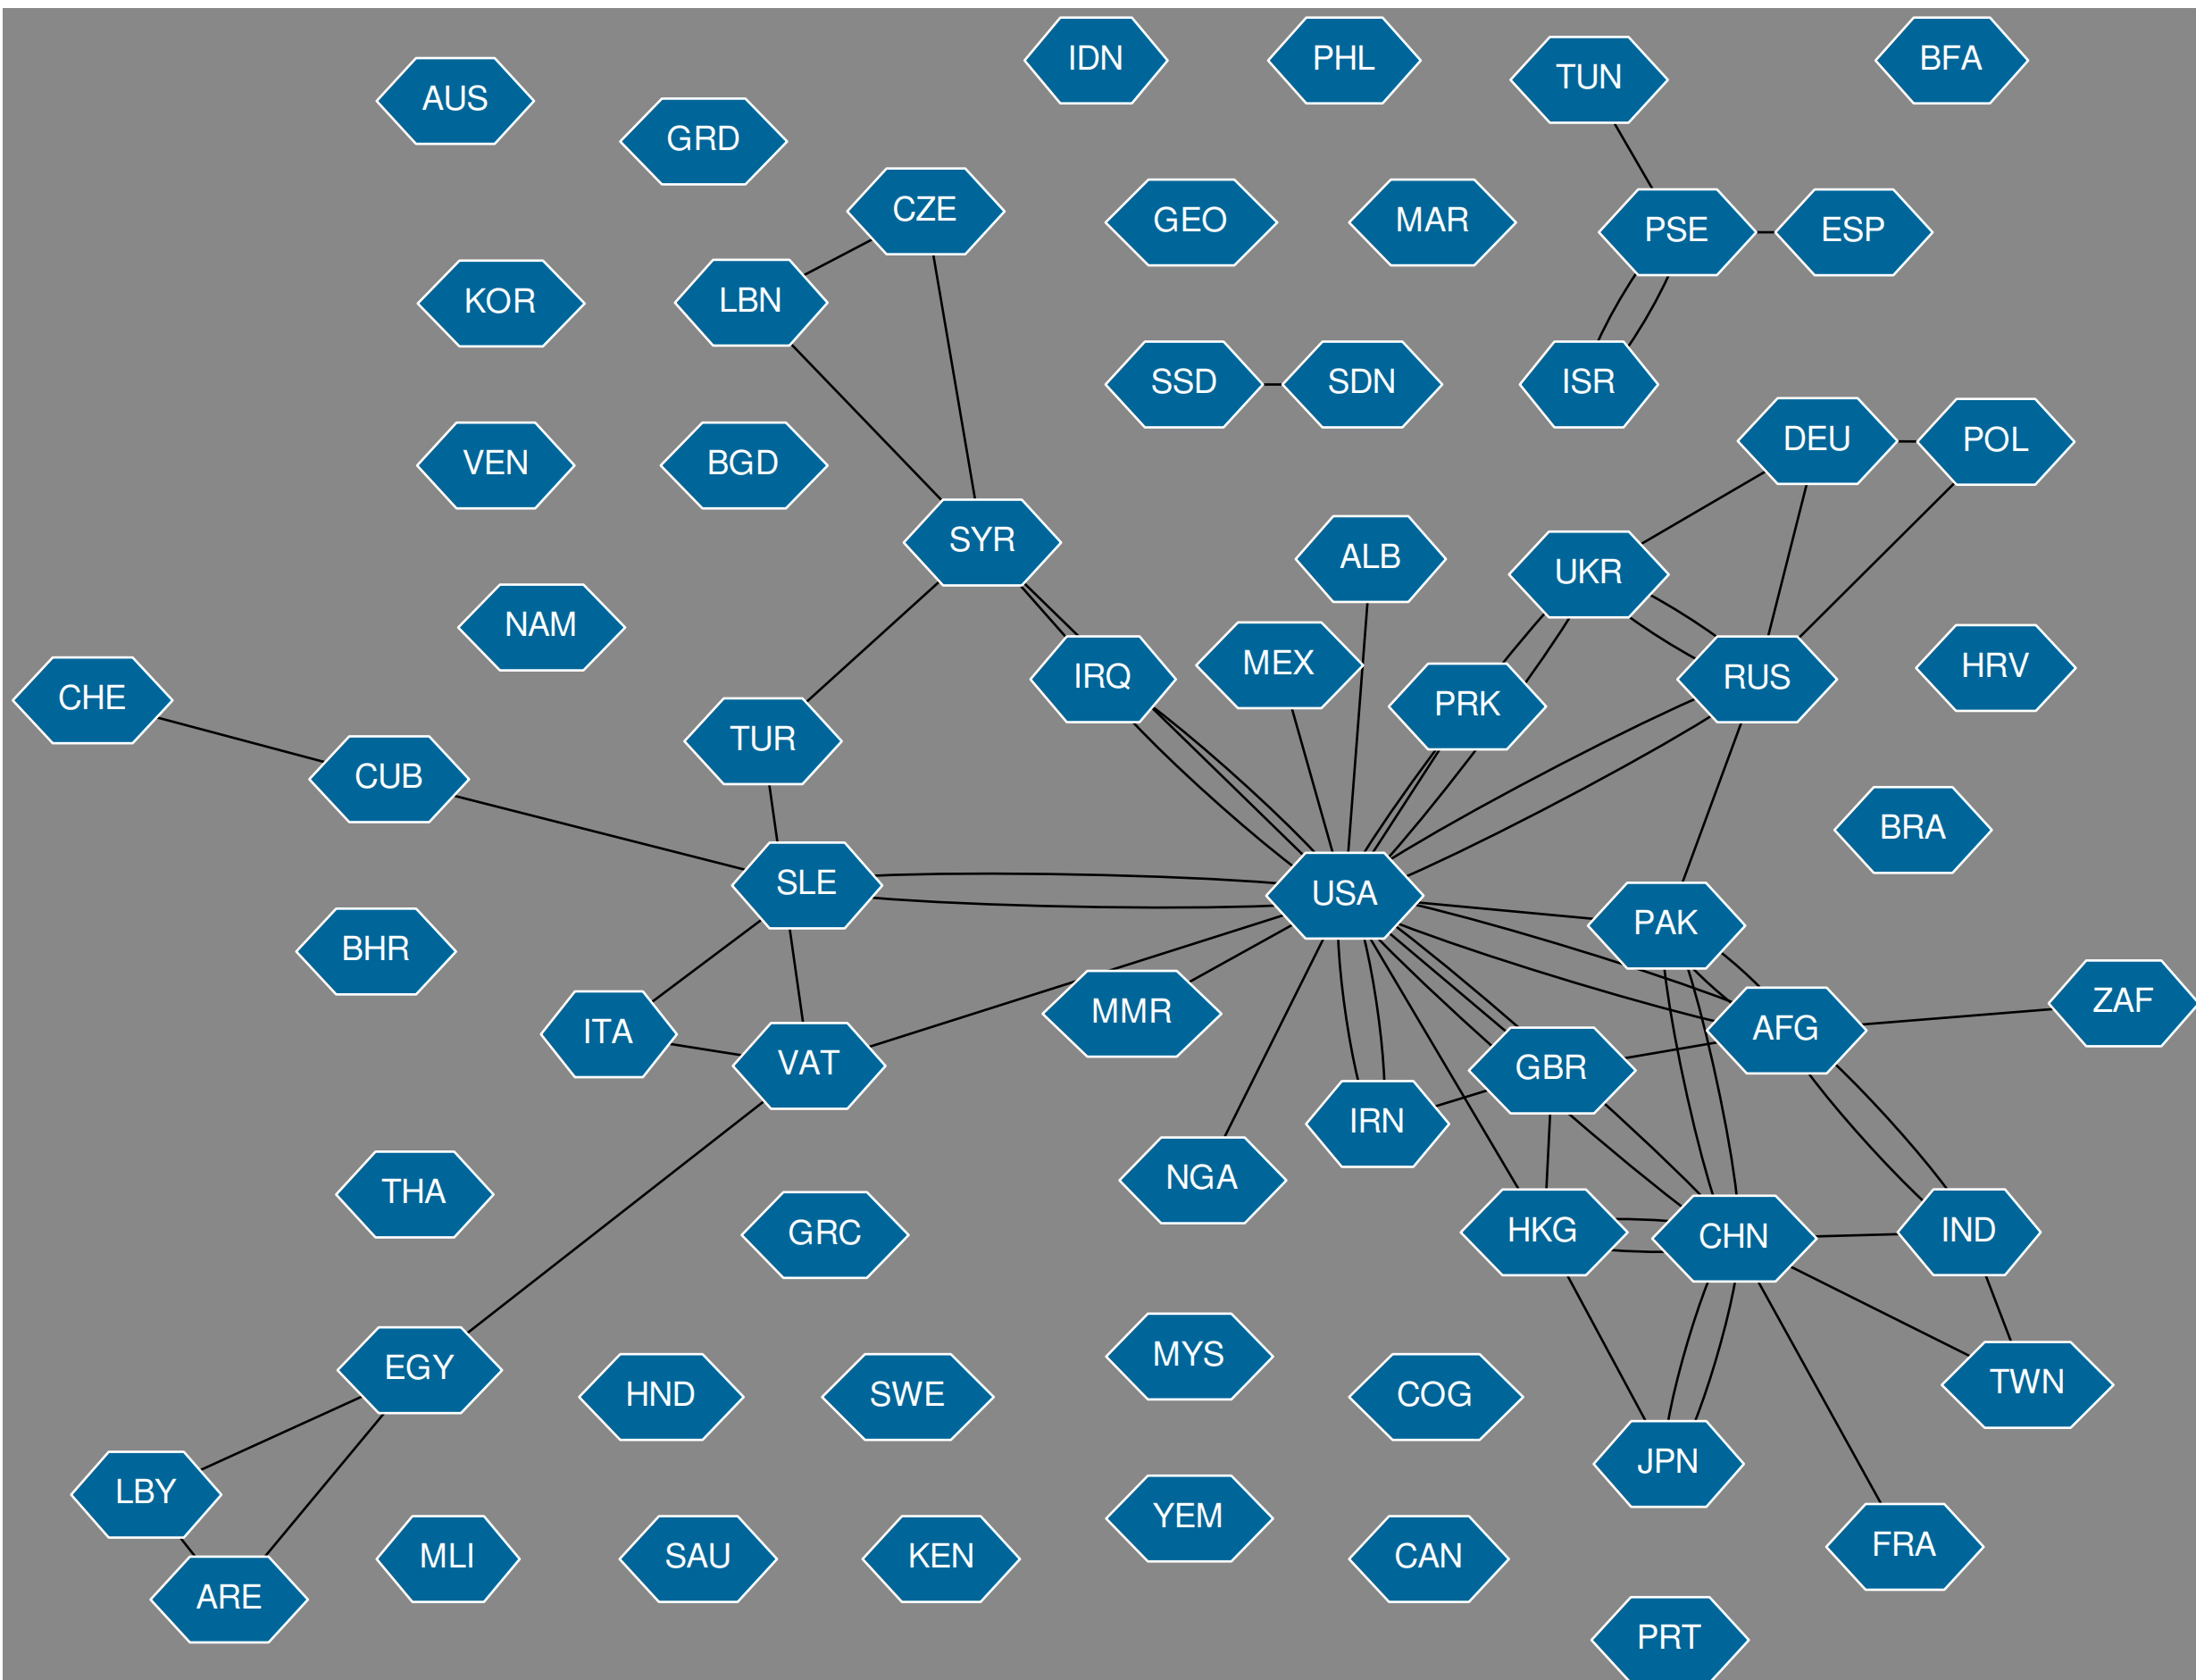 IDN
PHL
BFA
TUN
AUS
GRD
CZE
GEO
MAR
PSE
ESP
KOR
LBN
SSD
SDN
ISR
DEU
POL
VEN
BGD
SYR
ALB
UKR
NAM
MEX
HRV
IRQ
RUS
CHE
PRK
TUR
CUB
BRA
SLE
USA
PAK
BHR
ZAF
MMR
AFG
ITA
VAT
GBR
IRN
NGA
THA
GRC
HKG
CHN
IND
MYS
EGY
TWN
HND
SWE
COG
JPN
LBY
YEM
FRA
MLI
SAU
KEN
CAN
ARE
PRT